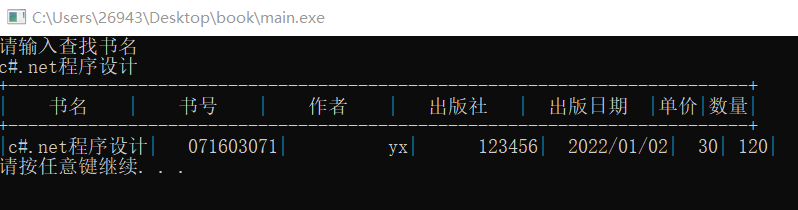 C:\Users\26943\Desktop\book\main.exe
请输入查找书名
c#.net程序设计
+--------------------------------------------------------------------------+
|    书名    |    书号    |    作者    |   出版社   |  出版日期  |单价|数量|
+--------------------------------------------------------------------------+
|c#.net程序设计|   071603071|          yx|      123456|  2022/01/02|  30| 120|
请按任意键继续. . .